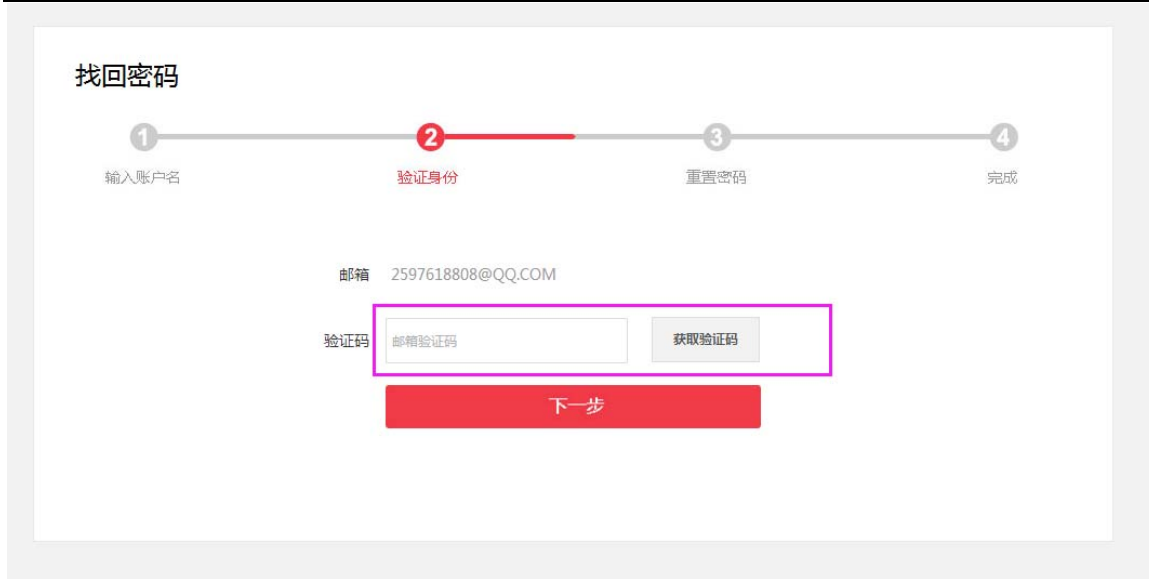 找回密码
1 2 3 4
输入账户名 验证身份 重置密码 完成
邮箱 2597618808@QQ.COM
验证码 邮箱验证码 获取验证码
下一步